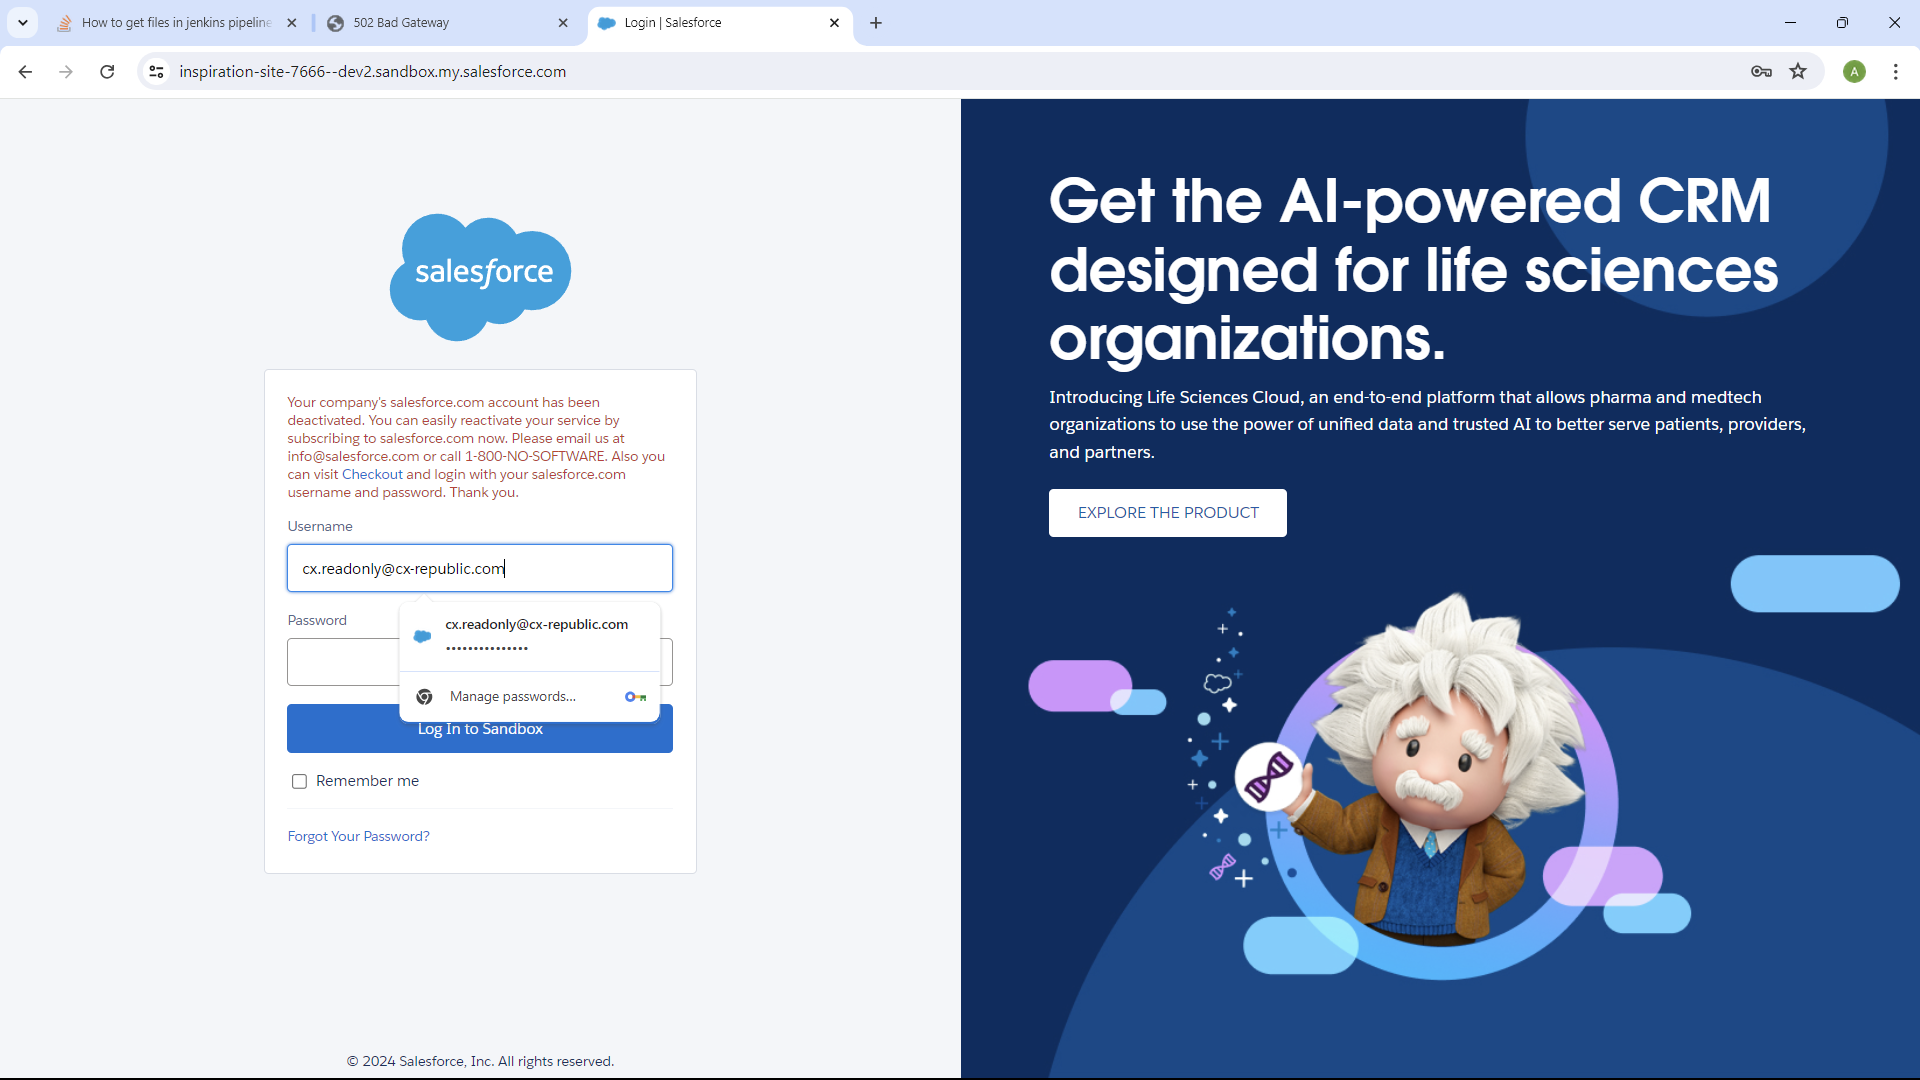 How to get files in jenkins pipeline
502 Bad Gateway
Login | Salesforce
inspiration-site-7666--dev2.sandbox.my.salesforce.com
A
salesforce
Your company's salesforce.com account has been
deactivated. You can easily reactivate your service by
subscribing to salesforce.com now. Please email us at
info@salesforce.com or call 1-800-NO-SOFTWARE. Also you
can visit Checkout and login with your salesforce.com
username and password. Thank you.
Username
cx.readonly@cx-republic.com
Password
cx.readonly@cx-republic.com
•••••••••••••••
Manage passwords...
Log In to Sandbox
Remember me
Forgot Your Password?
© 2024 Salesforce, Inc. All rights reserved.
Get the AI-powered CRM
designed for life sciences
organizations.
Introducing Life Sciences Cloud, an end-to-end platform that allows pharma and medtech
organizations to use the power of unified data and trusted AI to better serve patients, providers,
and partners.
EXPLORE THE PRODUCT